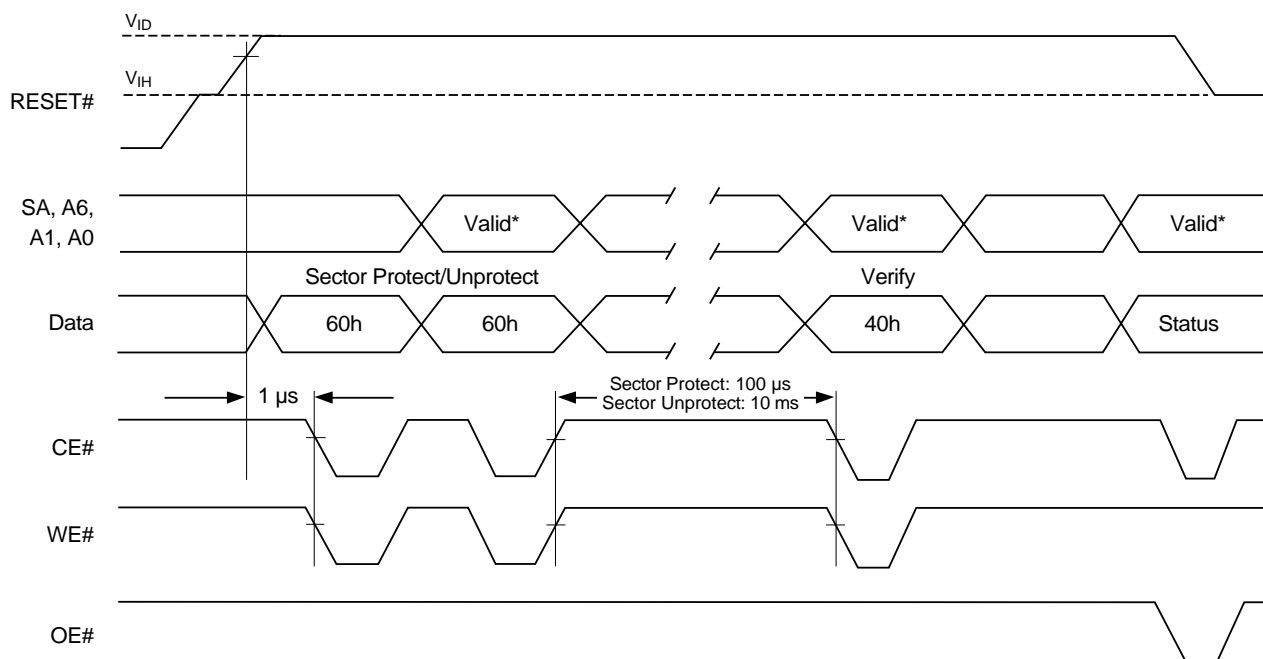 VID
VIH
RESET#
SA, A6,
A1, A0
Valid*
Valid*
Valid*
Sector Protect/Unprotect
Verify
Data
60h
60h
40h
Status
1 µs
Sector Protect: 100 µs
Sector Unprotect: 10 ms
CE#
WE#
OE#